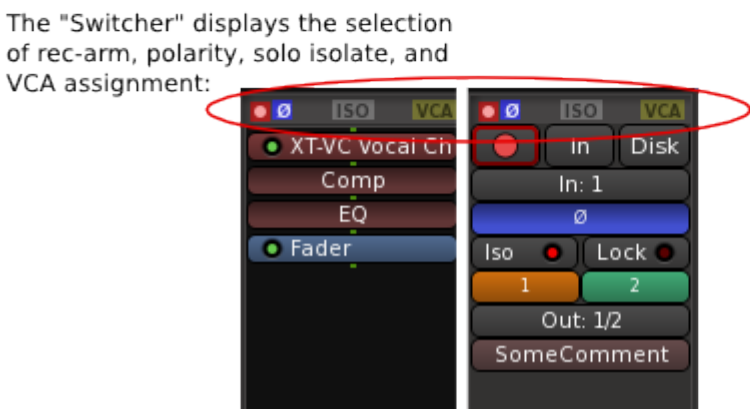 The "Switcher" displays the selection
of rec-arm, polarity, solo isolate, and
VCA assignment:
Ø ISO VCA
Ø ISO VCA
XT-VC Vocal Ch
Comp
EQ
Fader
In Disk
In: 1
Ø
Iso Lock
1 2
Out: 1/2
SomeComment